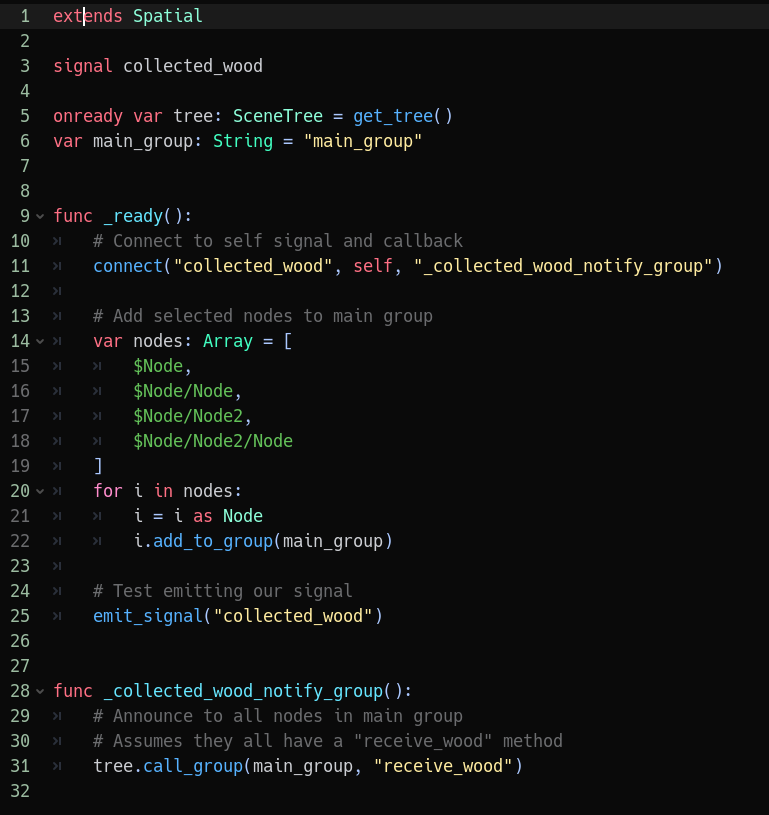 1 extends Spatial
2
3 signal collected_wood
4
5 onready var tree: SceneTree = get_tree()
6 var main_group: String = "main_group"
7
8
9 func _ready():
10 # Connect to self signal and callback
11 connect("collected_wood", self, "_collected_wood_notify_group")
12
13 # Add selected nodes to main group
14 var nodes: Array = [
15 $Node,
16 $Node/Node,
17 $Node/Node2,
18 $Node/Node2/Node
19 ]
20 for i in nodes:
21 i = i as Node
22 i.add_to_group(main_group)
23
24 # Test emitting our signal
25 emit_signal("collected_wood")
26
27
28 func _collected_wood_notify_group():
29 # Announce to all nodes in main group
30 # Assumes they all have a "receive_wood" method
31 tree.call_group(main_group, "receive_wood")
32